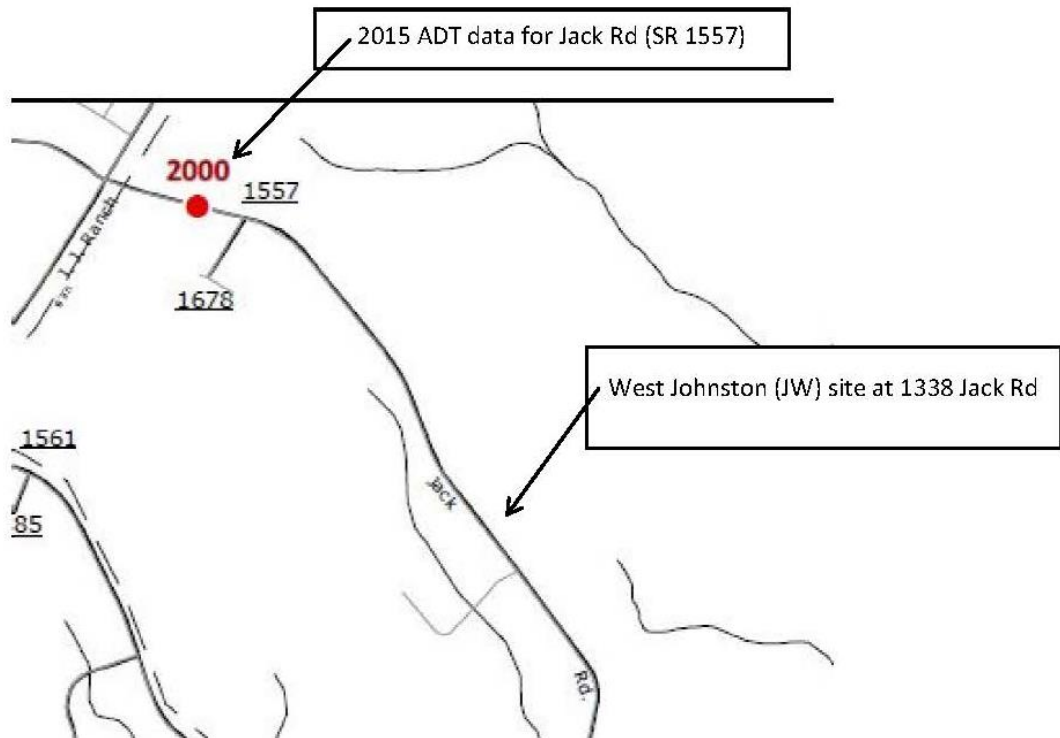 2015 ADT data for Jack Rd (SR 1557)
2000
1557
J. J. Ranch
1678
West Johnston (JW) site at 1338 Jack Rd
1561
Jack
85
Rd.